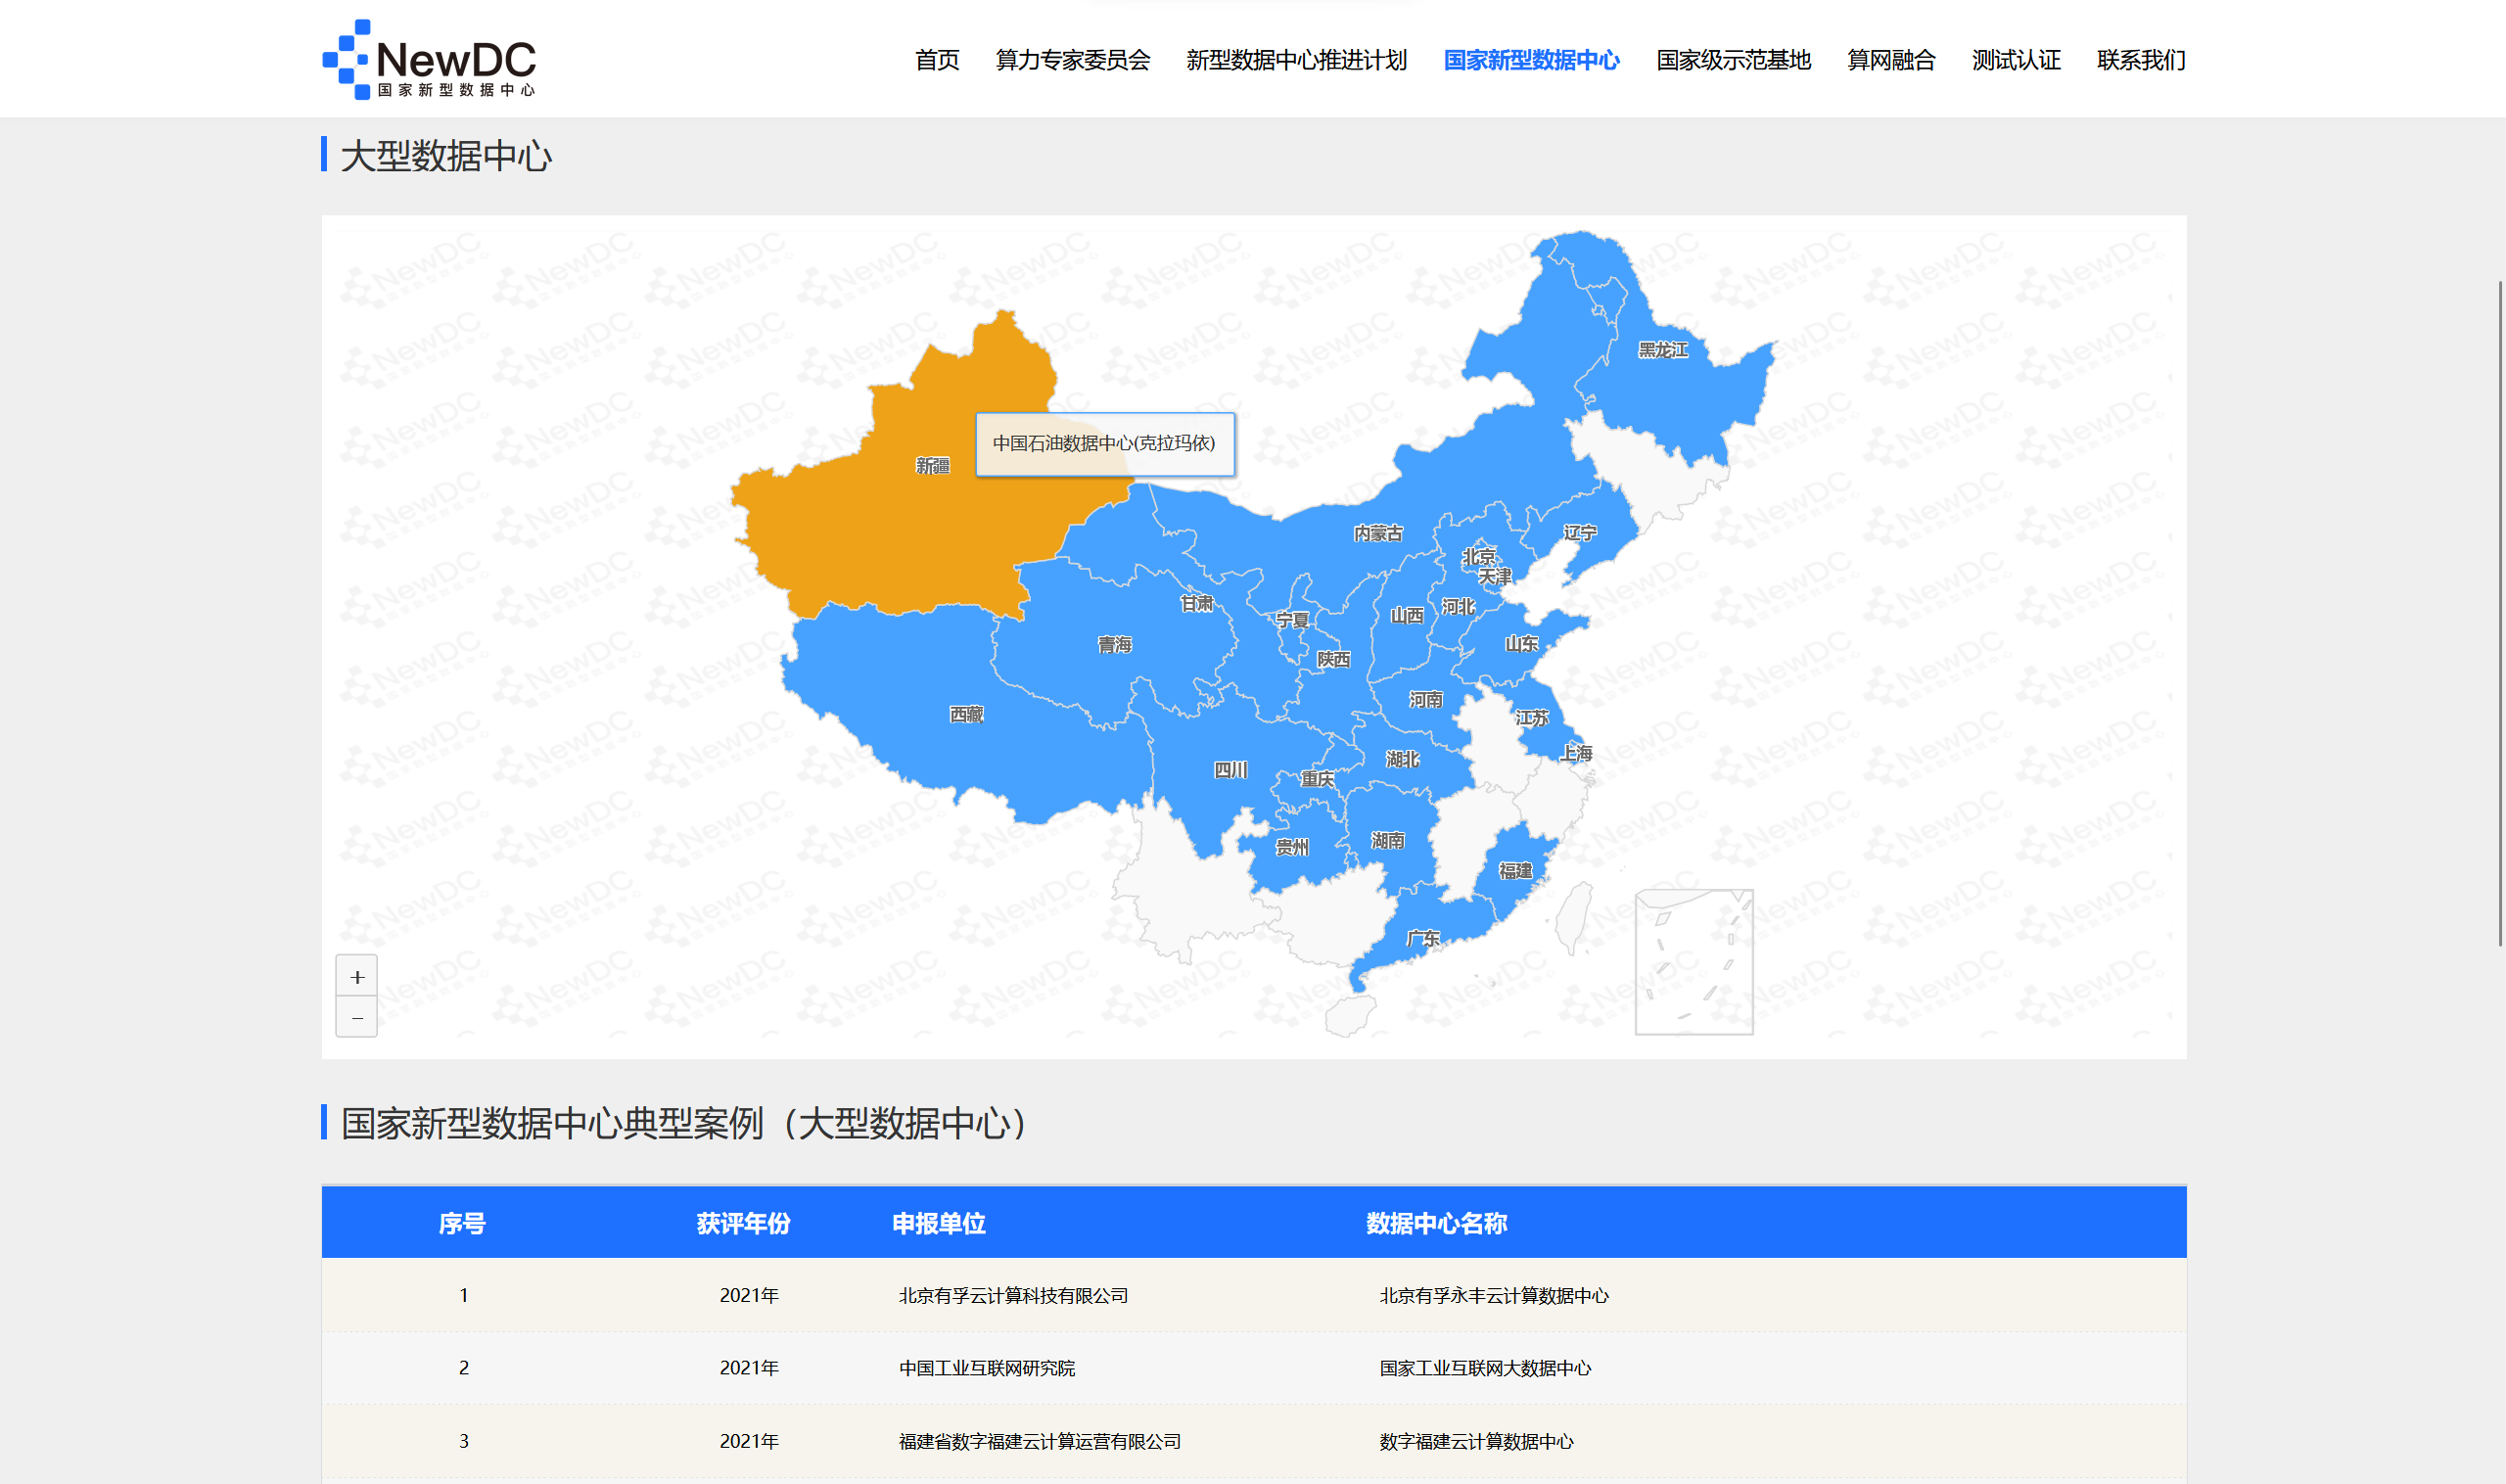 NewDC
国家新型数据中心
首页 算力专家委员会 新型数据中心推进计划 国家新型数据中心 国家级示范基地 算网融合 测试认证 联系我们
大型数据中心
黑龙江
中国石油数据中心(克拉玛依)
新疆
内蒙古
辽宁
北京
天津
甘肃
河北
山西
宁夏
青海
山东
陕西
河南
西藏
江苏
上海
湖北
四川
重庆
湖南
贵州
福建
广东
+
−
国家新型数据中心典型案例（大型数据中心）
序号 获评年份 申报单位 数据中心名称
1 2021年 北京有孚云计算科技有限公司 北京有孚永丰云计算数据中心
2 2021年 中国工业互联网研究院 国家工业互联网大数据中心
3 2021年 福建省数字福建云计算运营有限公司 数字福建云计算数据中心